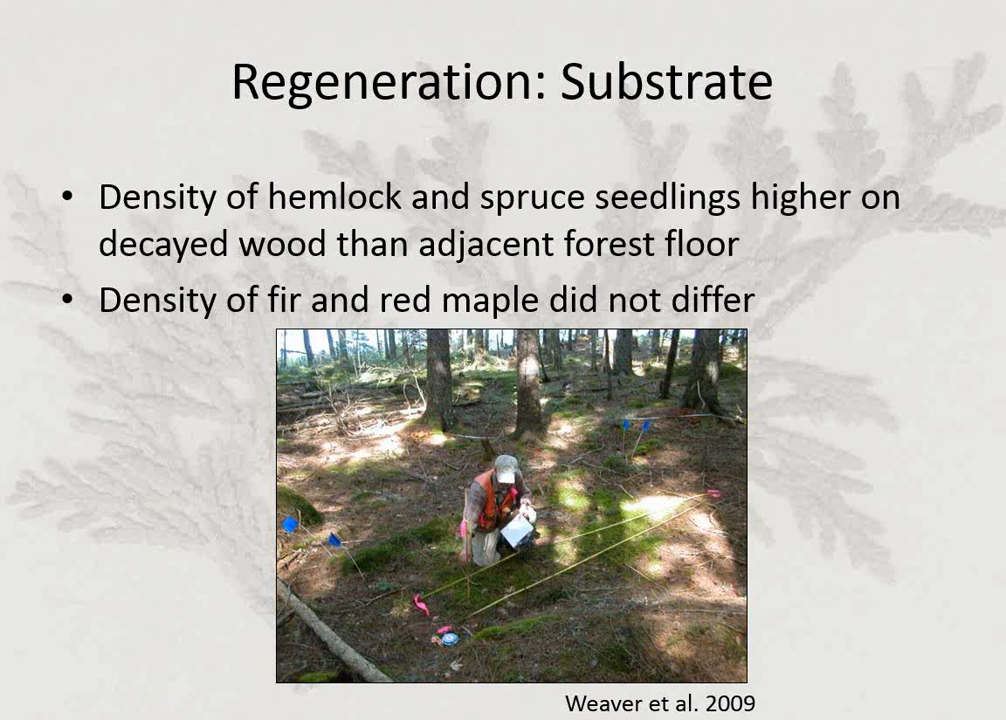 Regeneration: Substrate
• Density of hemlock and spruce seedlings higher on
decayed wood than adjacent forest floor
• Density of fir and red maple did not differ
Weaver et al. 2009